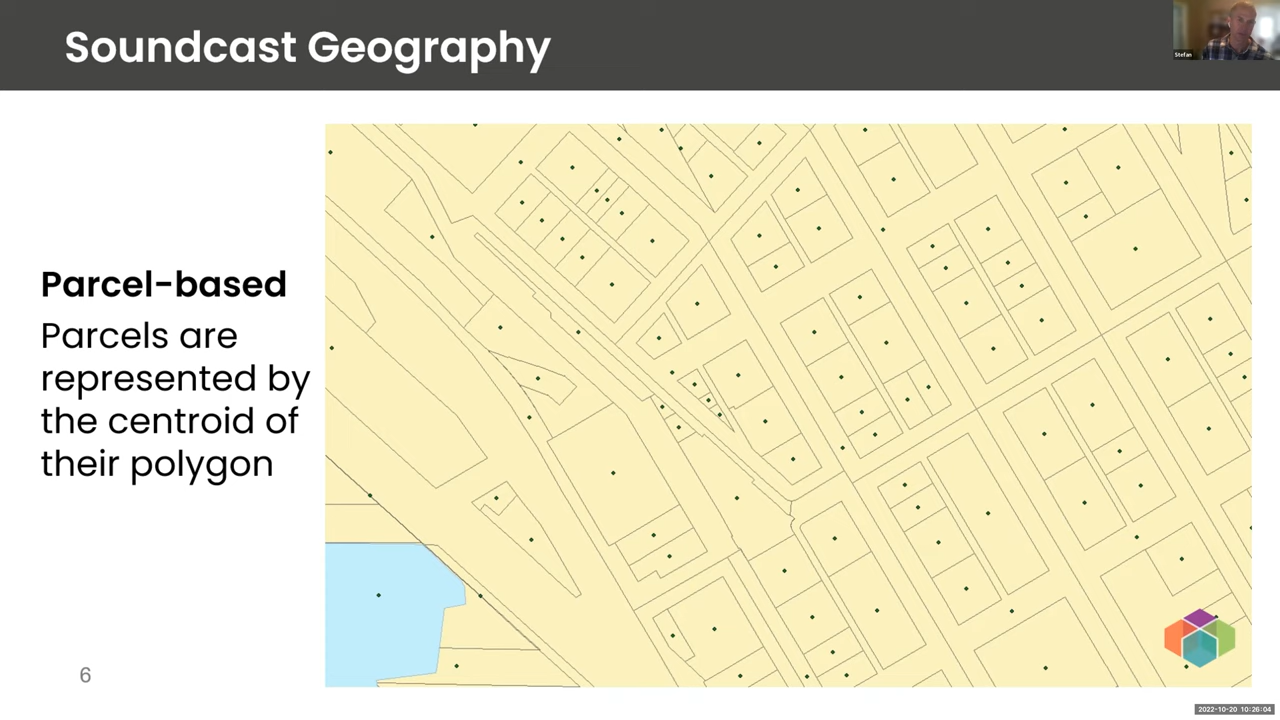 Soundcast Geography
Stefan
Parcel-based
Parcels are
represented by
the centroid of
their polygon
6
2022-10-20 10:26:04